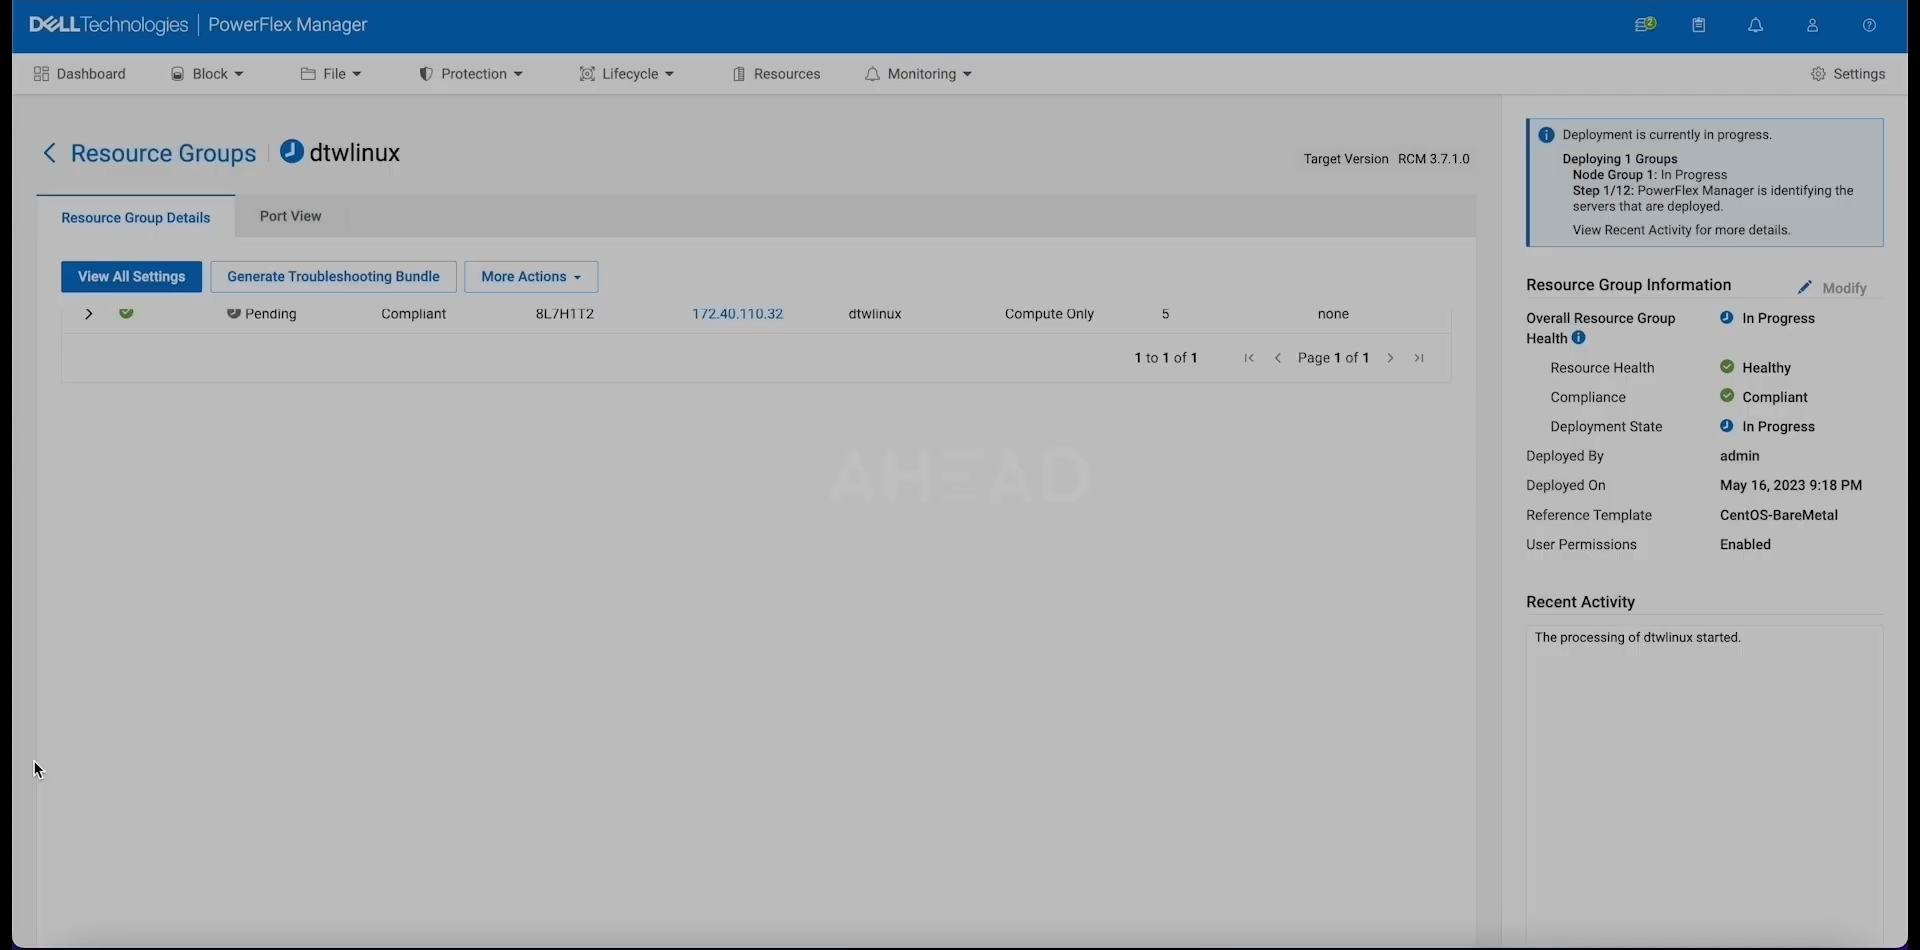 DELLTechnologies | PowerFlex Manager
2
Dashboard Block File Protection Lifecycle Resources Monitoring Settings
Resource Groups dtwlinux
Target Version RCM 3.7.1.0
Resource Group Details Port View
View All Settings Generate Troubleshooting Bundle More Actions
Pending Compliant 8L7H1T2 172.40.110.32 dtwlinux Compute Only 5 none
1 to 1 of 1 Page 1 of 1
AHEAD
Deployment is currently in progress.
Deploying 1 Groups
Node Group 1: In Progress
Step 1/12: PowerFlex Manager is identifying the
servers that are deployed.
View Recent Activity for more details.
Resource Group Information Modify
Overall Resource Group In Progress
Health
Resource Health Healthy
Compliance Compliant
Deployment State In Progress
Deployed By admin
Deployed On May 16, 2023 9:18 PM
Reference Template CentOS-BareMetal
User Permissions Enabled
Recent Activity
The processing of dtwlinux started.